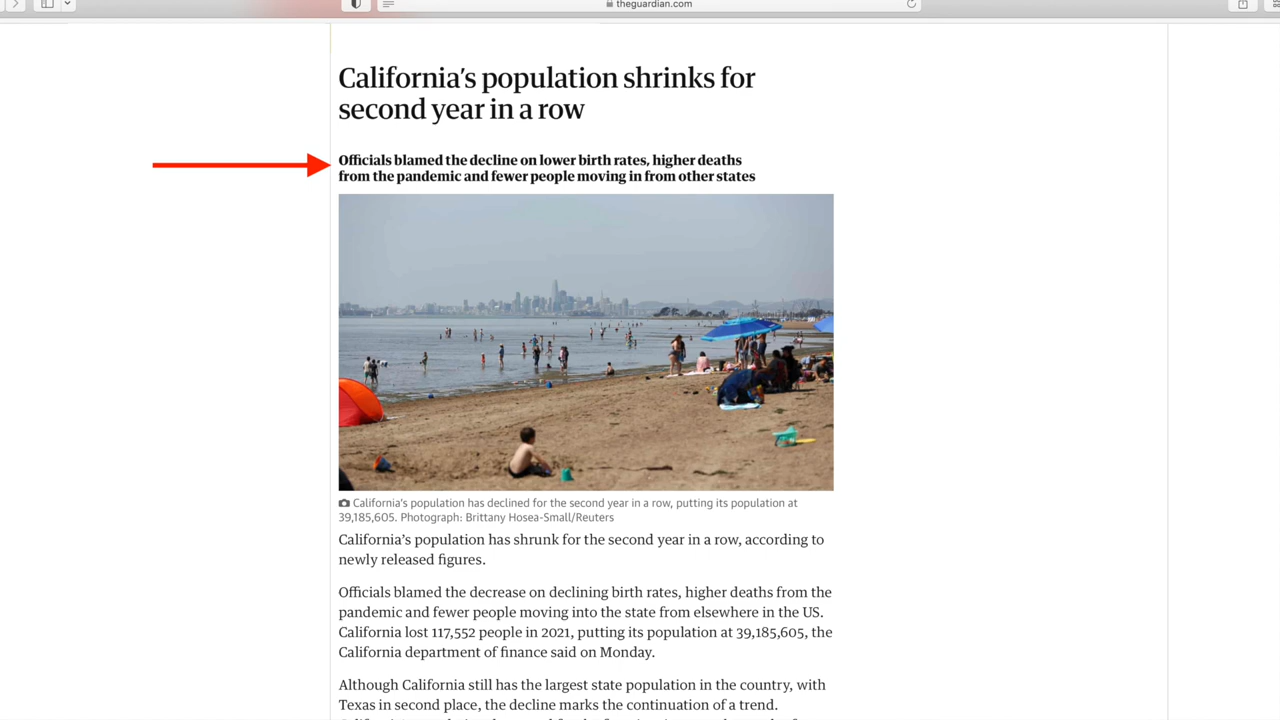 theguardian.com
California’s population shrinks for
second year in a row
Officials blamed the decline on lower birth rates, higher deaths
from the pandemic and fewer people moving in from other states
California’s population has declined for the second year in a row, putting its population at
39,185,605. Photograph: Brittany Hosea-Small/Reuters
California’s population has shrunk for the second year in a row, according to
newly released figures.
Officials blamed the decrease on declining birth rates, higher deaths from the
pandemic and fewer people moving into the state from elsewhere in the US.
California lost 117,552 people in 2021, putting its population at 39,185,605, the
California department of finance said on Monday.
Although California still has the largest state population in the country, with
Texas in second place, the decline marks the continuation of a trend.